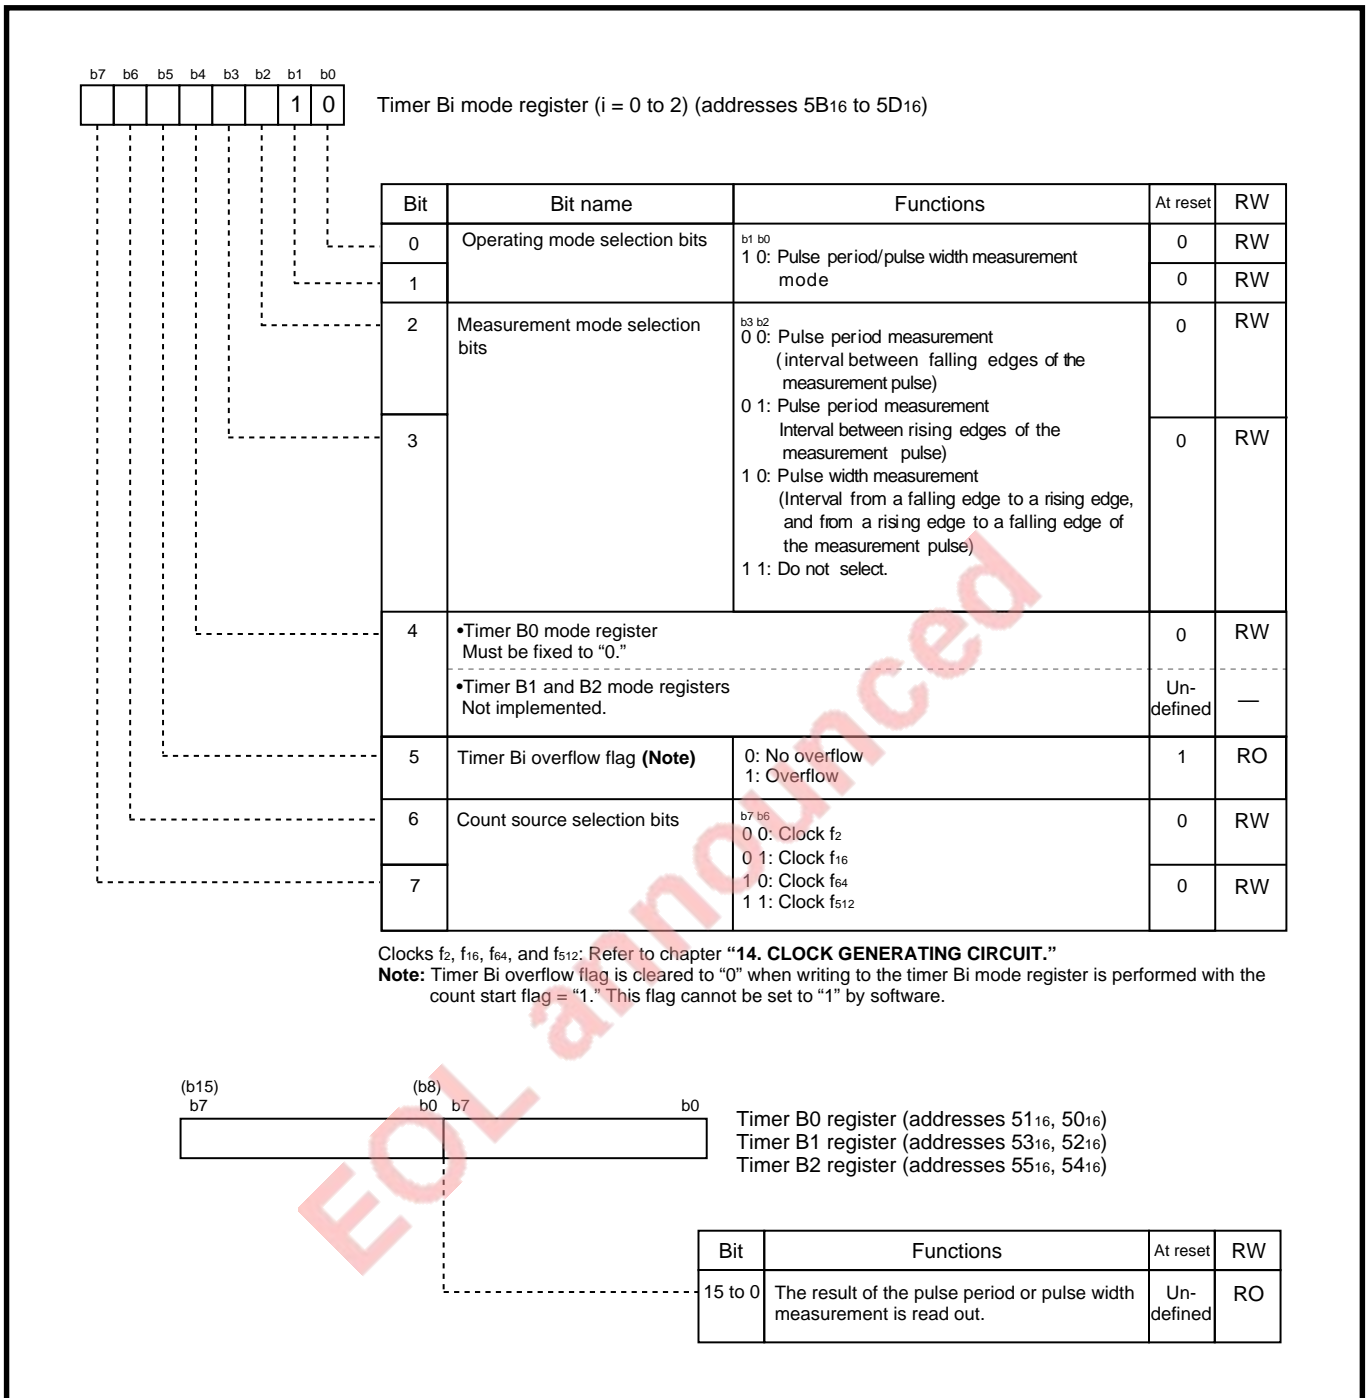 b7 b6 b5 b4 b3 b2 b1 b0
1 0
Timer Bi mode register (i = 0 to 2) (addresses 5B16 to 5D16)
Bit Bit name Functions At reset RW
0 Operating mode selection bits b1 b0 0 RW
1 0: Pulse period/pulse width measurement
mode
1 0 RW
2 Measurement mode selection bits b3 b2 0 RW
0 0: Pulse period measurement
(interval between falling edges of the
measurement pulse)
0 1: Pulse period measurement
3 Interval between rising edges of the 0 RW
measurement pulse)
1 0: Pulse width measurement
(Interval from a falling edge to a rising edge,
and from a rising edge to a falling edge of
the measurement pulse)
1 1: Do not select.
4 •Timer B0 mode register 0 RW
Must be fixed to “0.”
•Timer B1 and B2 mode registers Un-
Not implemented. defined —
5 Timer Bi overflow flag (Note) 0: No overflow 1 RO
1: Overflow
6 Count source selection bits b7 b6 0 RW
0 0: Clock f2
0 1: Clock f16
7 1 0: Clock f64 0 RW
1 1: Clock f512
Clocks f2, f16, f64, and f512: Refer to chapter “14. CLOCK GENERATING CIRCUIT.”
Note: Timer Bi overflow flag is cleared to “0” when writing to the timer Bi mode register is performed with the
count start flag = “1.” This flag cannot be set to “1” by software.
EOL announced
(b15) (b8)
b7 b0 b7 b0
Timer B0 register (addresses 5116, 5016)
Timer B1 register (addresses 5316, 5216)
Timer B2 register (addresses 5516, 5416)
Bit Functions At reset RW
15 to 0 The result of the pulse period or pulse width Un- RO
measurement is read out. defined